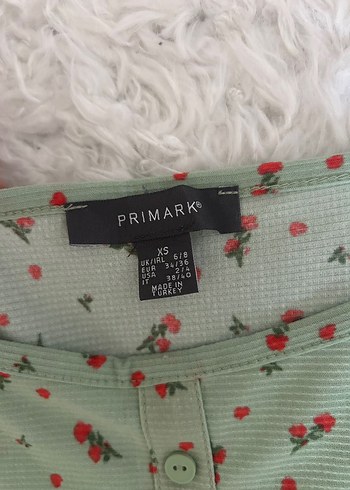 PRIMARK®
XS
UK/IRL 6/8
EUR 34/36
USA 2/4
IT 38/40
MADE IN
TURKEY